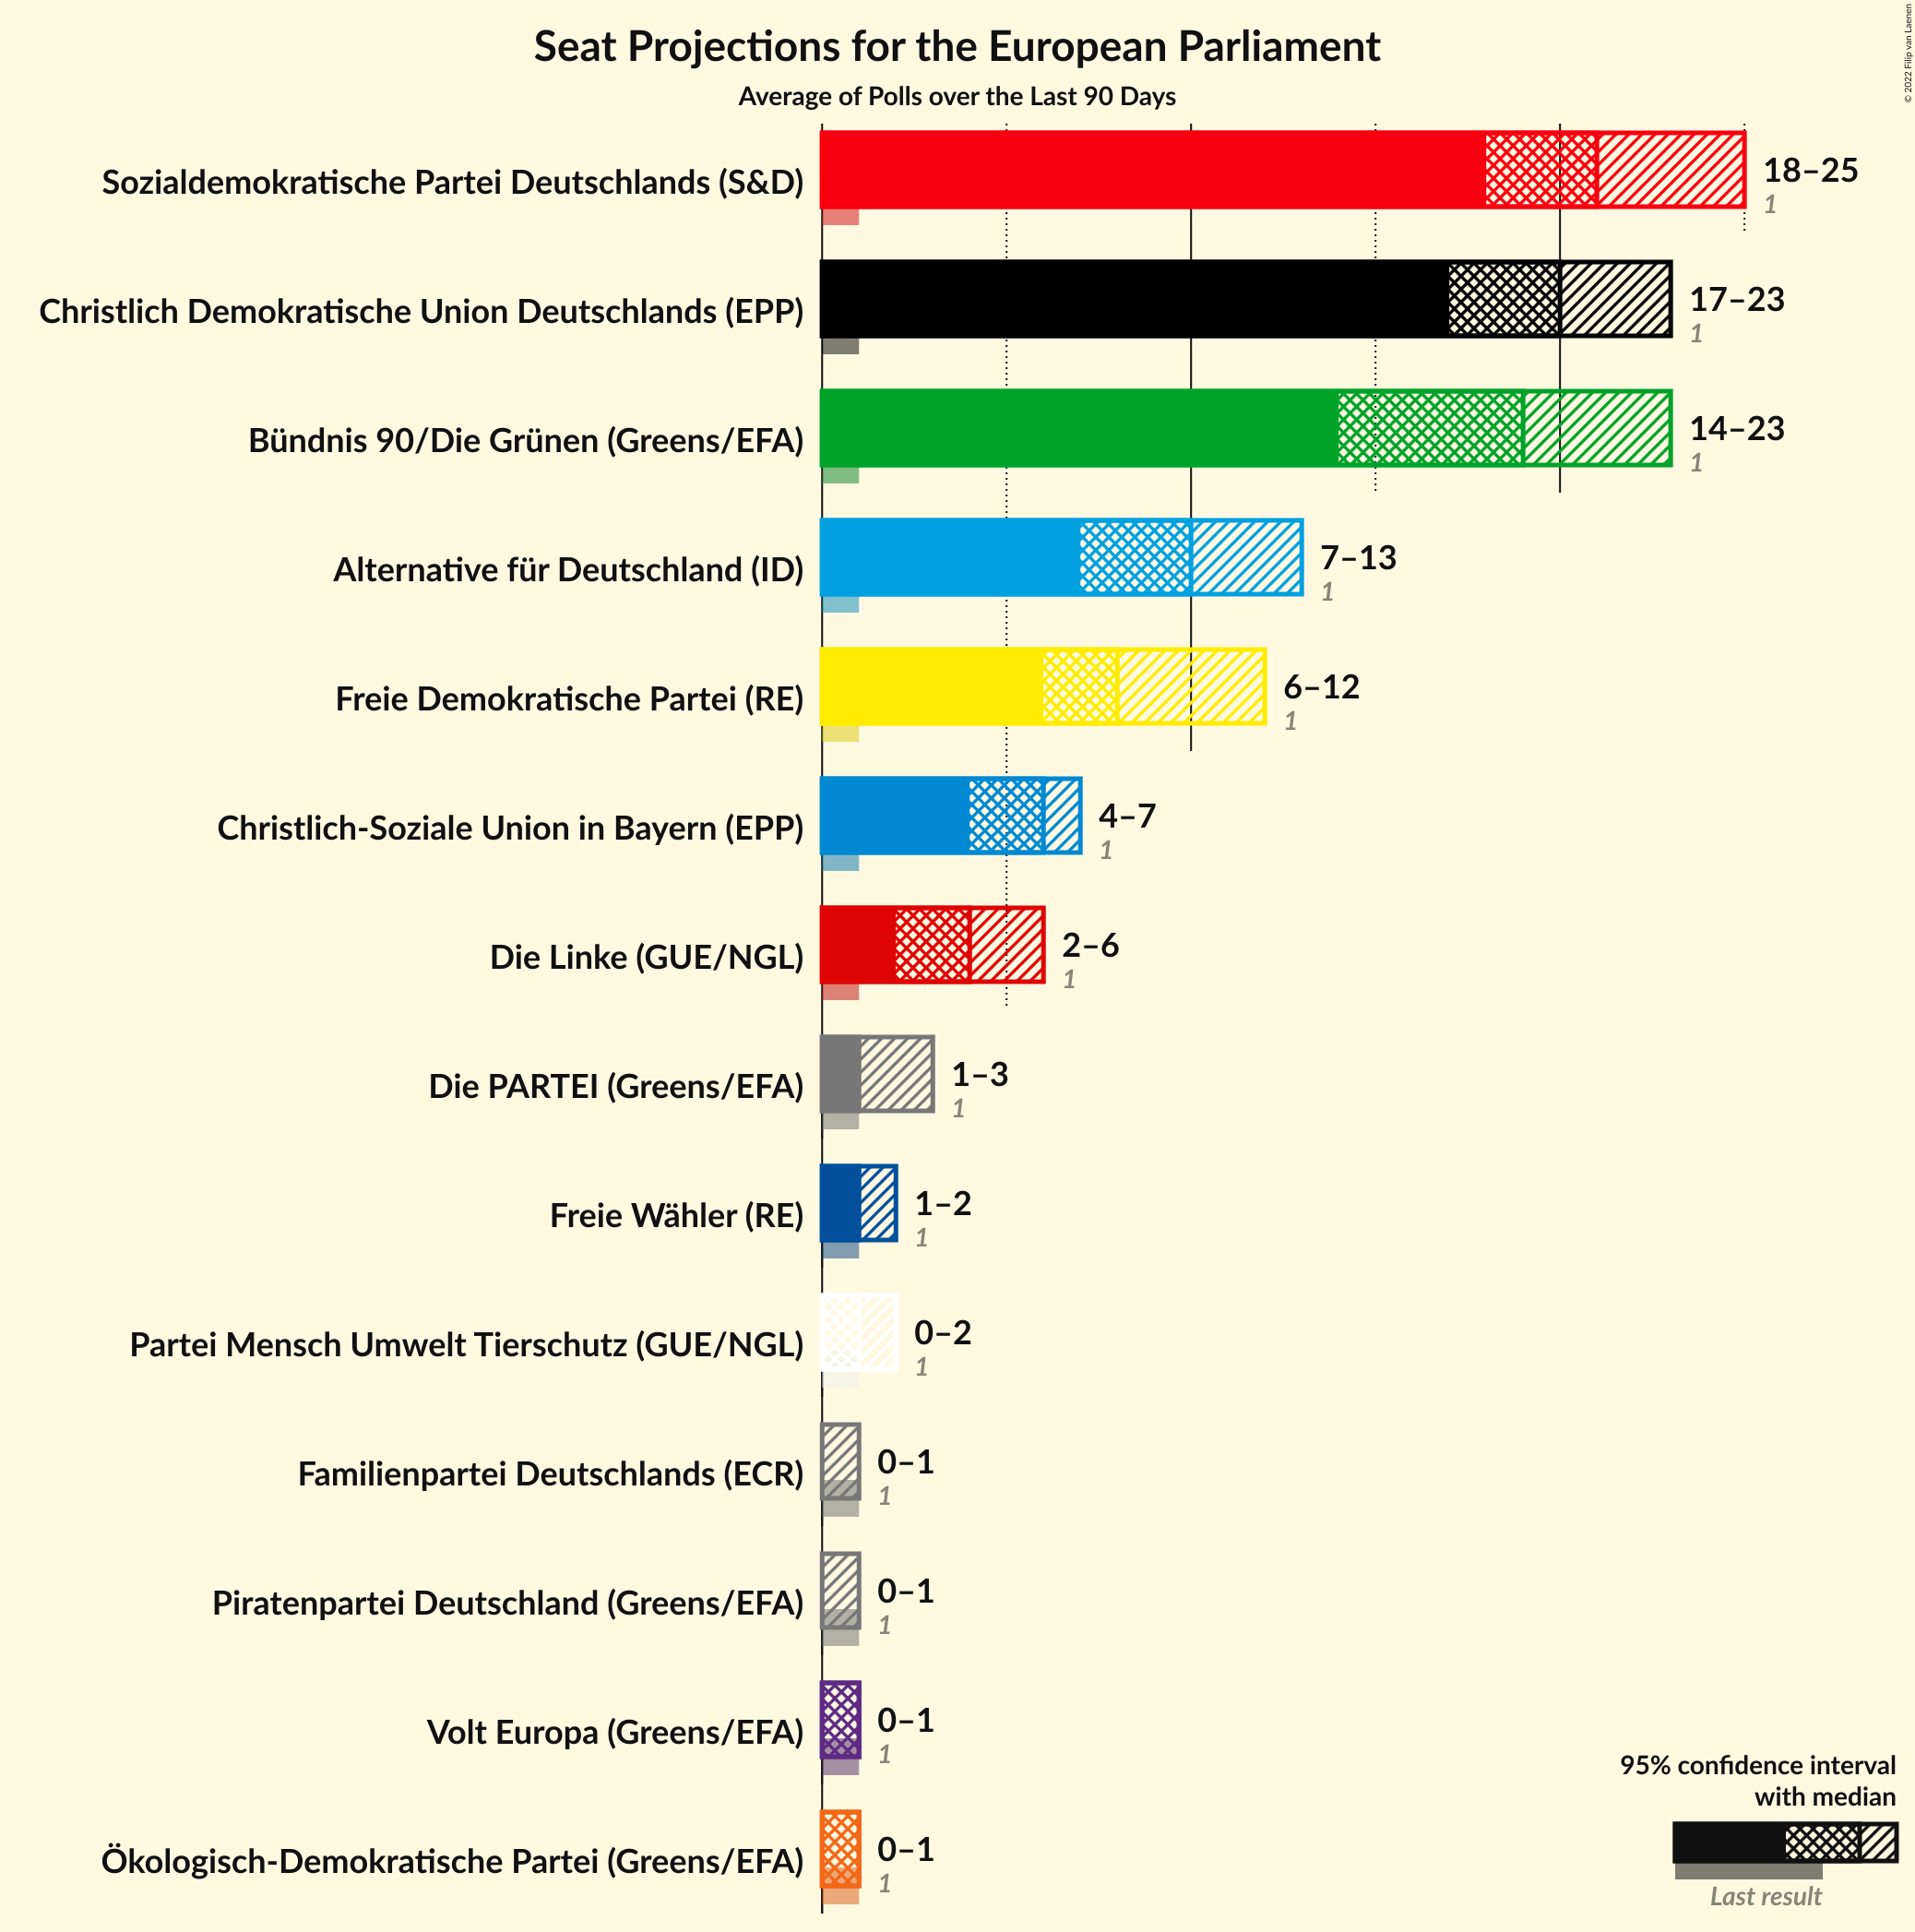 Seat Projections for the European Parliament
Average of Polls over the Last 90 Days
© 2022 Filip van Laenen
Sozialdemokratische Partei Deutschlands (S&D)
18–25
1
Christlich Demokratische Union Deutschlands (EPP)
17–23
1
Bündnis 90/Die Grünen (Greens/EFA)
14–23
1
Alternative für Deutschland (ID)
7–13
1
Freie Demokratische Partei (RE)
6–12
1
Christlich-Soziale Union in Bayern (EPP)
4–7
1
Die Linke (GUE/NGL)
2–6
1
Die PARTEI (Greens/EFA)
1–3
1
Freie Wähler (RE)
1–2
1
Partei Mensch Umwelt Tierschutz (GUE/NGL)
0–2
1
Familienpartei Deutschlands (ECR)
0–1
1
Piratenpartei Deutschland (Greens/EFA)
0–1
1
Volt Europa (Greens/EFA)
0–1
1
Ökologisch-Demokratische Partei (Greens/EFA)
0–1
1
95% confidence interval
with median
Last result